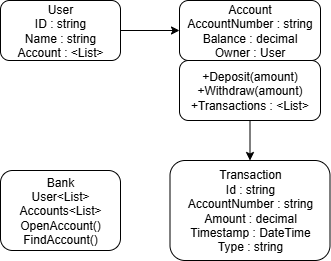 User
ID : string
Name : string
Account : <List>
Account
AccountNumber : string
Balance : decimal
Owner : User
+Deposit(amount)
+Withdraw(amount)
+Transactions : <List>
Bank
User<List>
Accounts<List>
OpenAccount()
FindAccount()
Transaction
Id : string
AccountNumber : string
Amount : decimal
Timestamp : DateTime
Type : string